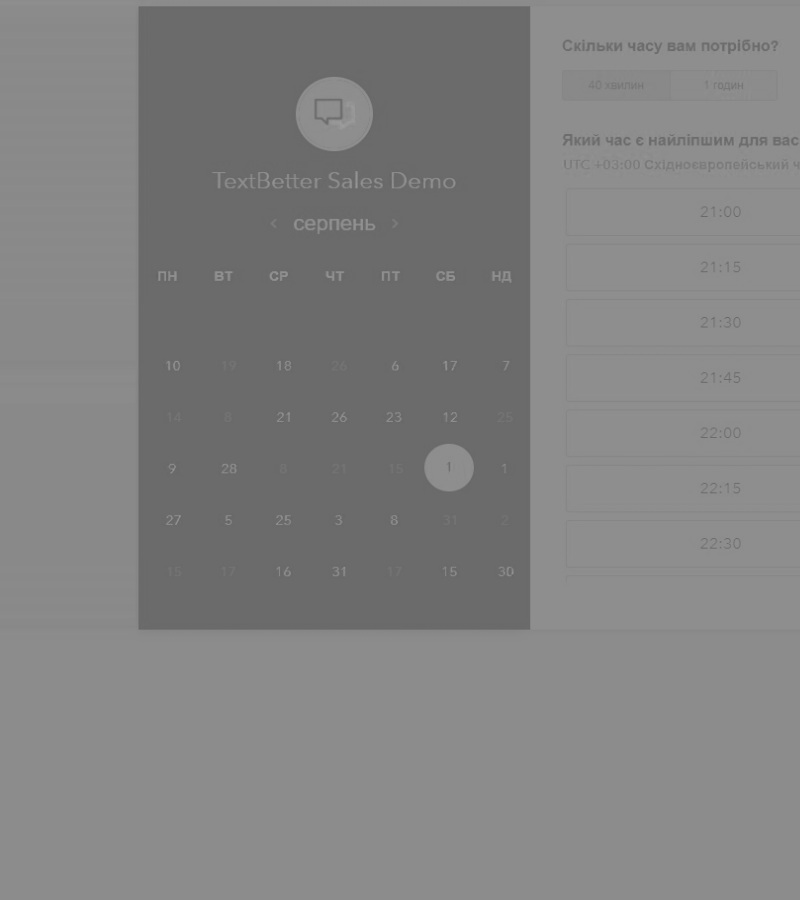 TextBetter Sales Demo
‹ серпень ›
ПН ВТ СР ЧТ ПТ СБ НД
10 19 18 26 6 17 7
14 8 21 26 23 12 25
9 28 8 21 15 1 1
27 5 25 3 8 31 2
15 17 16 31 17 15 30
Скільки часу вам потрібно?
40 хвилин 1 годин
Який час є найліпшим для вас
UTC +03:00 Східноєвропейський ч
21:00
21:15
21:30
21:45
22:00
22:15
22:30